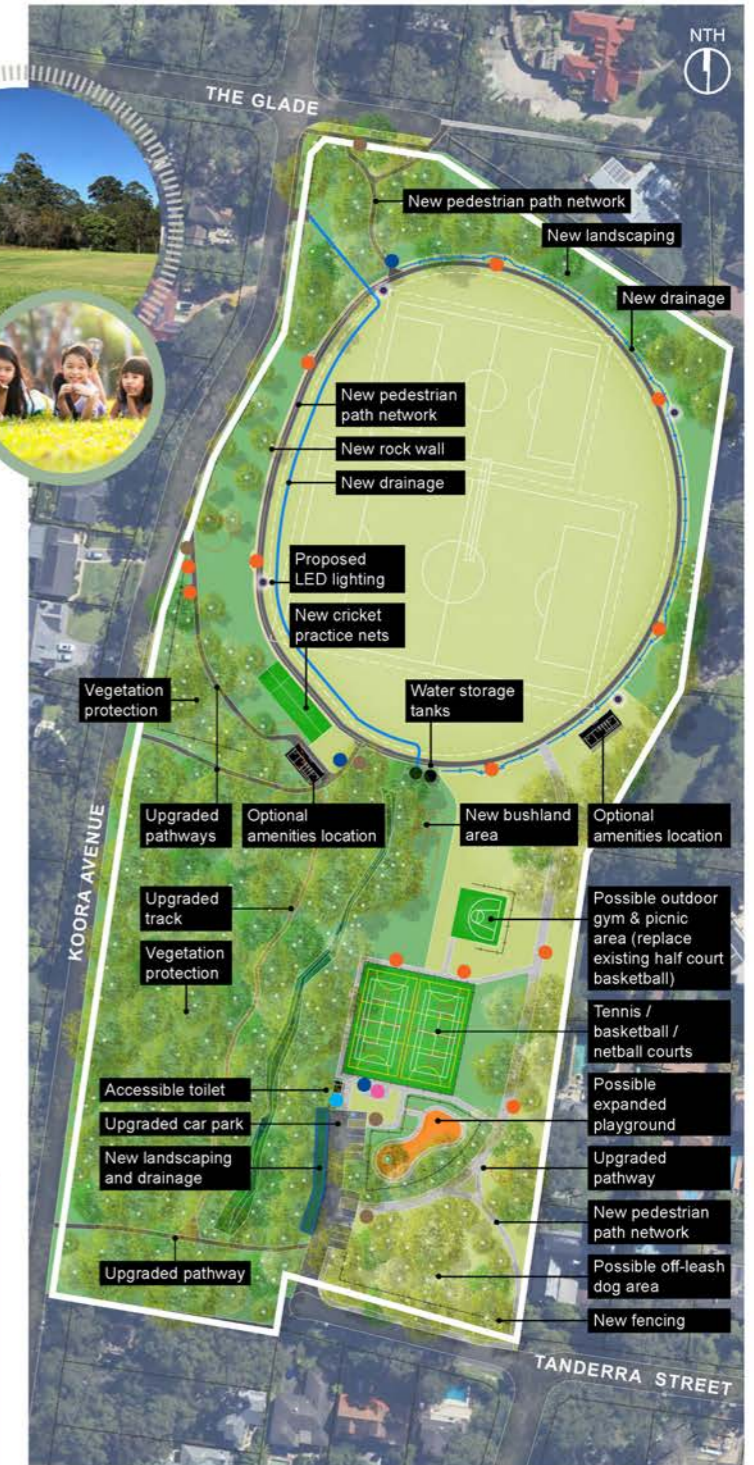 NTH
THE GLADE
New pedestrian path network
New landscaping
New drainage
New pedestrian
path network
New rock wall
New drainage
Proposed
LED lighting
New cricket
practice nets
Vegetation
protection
Water storage
tanks
Upgraded
pathways
Optional
amenities location
New bushland
area
Optional
amenities location
KOORA AVENUE
Upgraded
track
Vegetation
protection
Possible outdoor
gym & picnic
area (replace
existing half court
basketball)
Tennis /
basketball /
netball courts
Accessible toilet
Upgraded car park
New landscaping
and drainage
Possible
expanded
playground
Upgraded
pathway
New pedestrian
path network
Upgraded pathway
Possible off-leash
dog area
New fencing
TANDERRA STREET